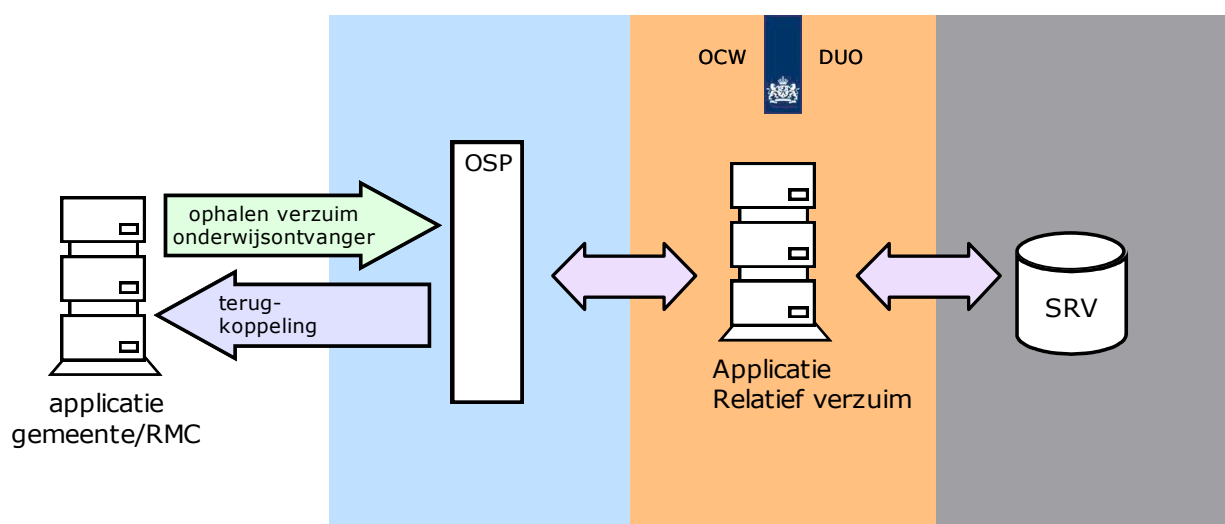 OCW
DUO
OSP
ophalen verzuim
onderwijsontvanger
terug-
koppeling
applicatie
gemeente/RMC
Applicatie
Relatief verzuim
SRV